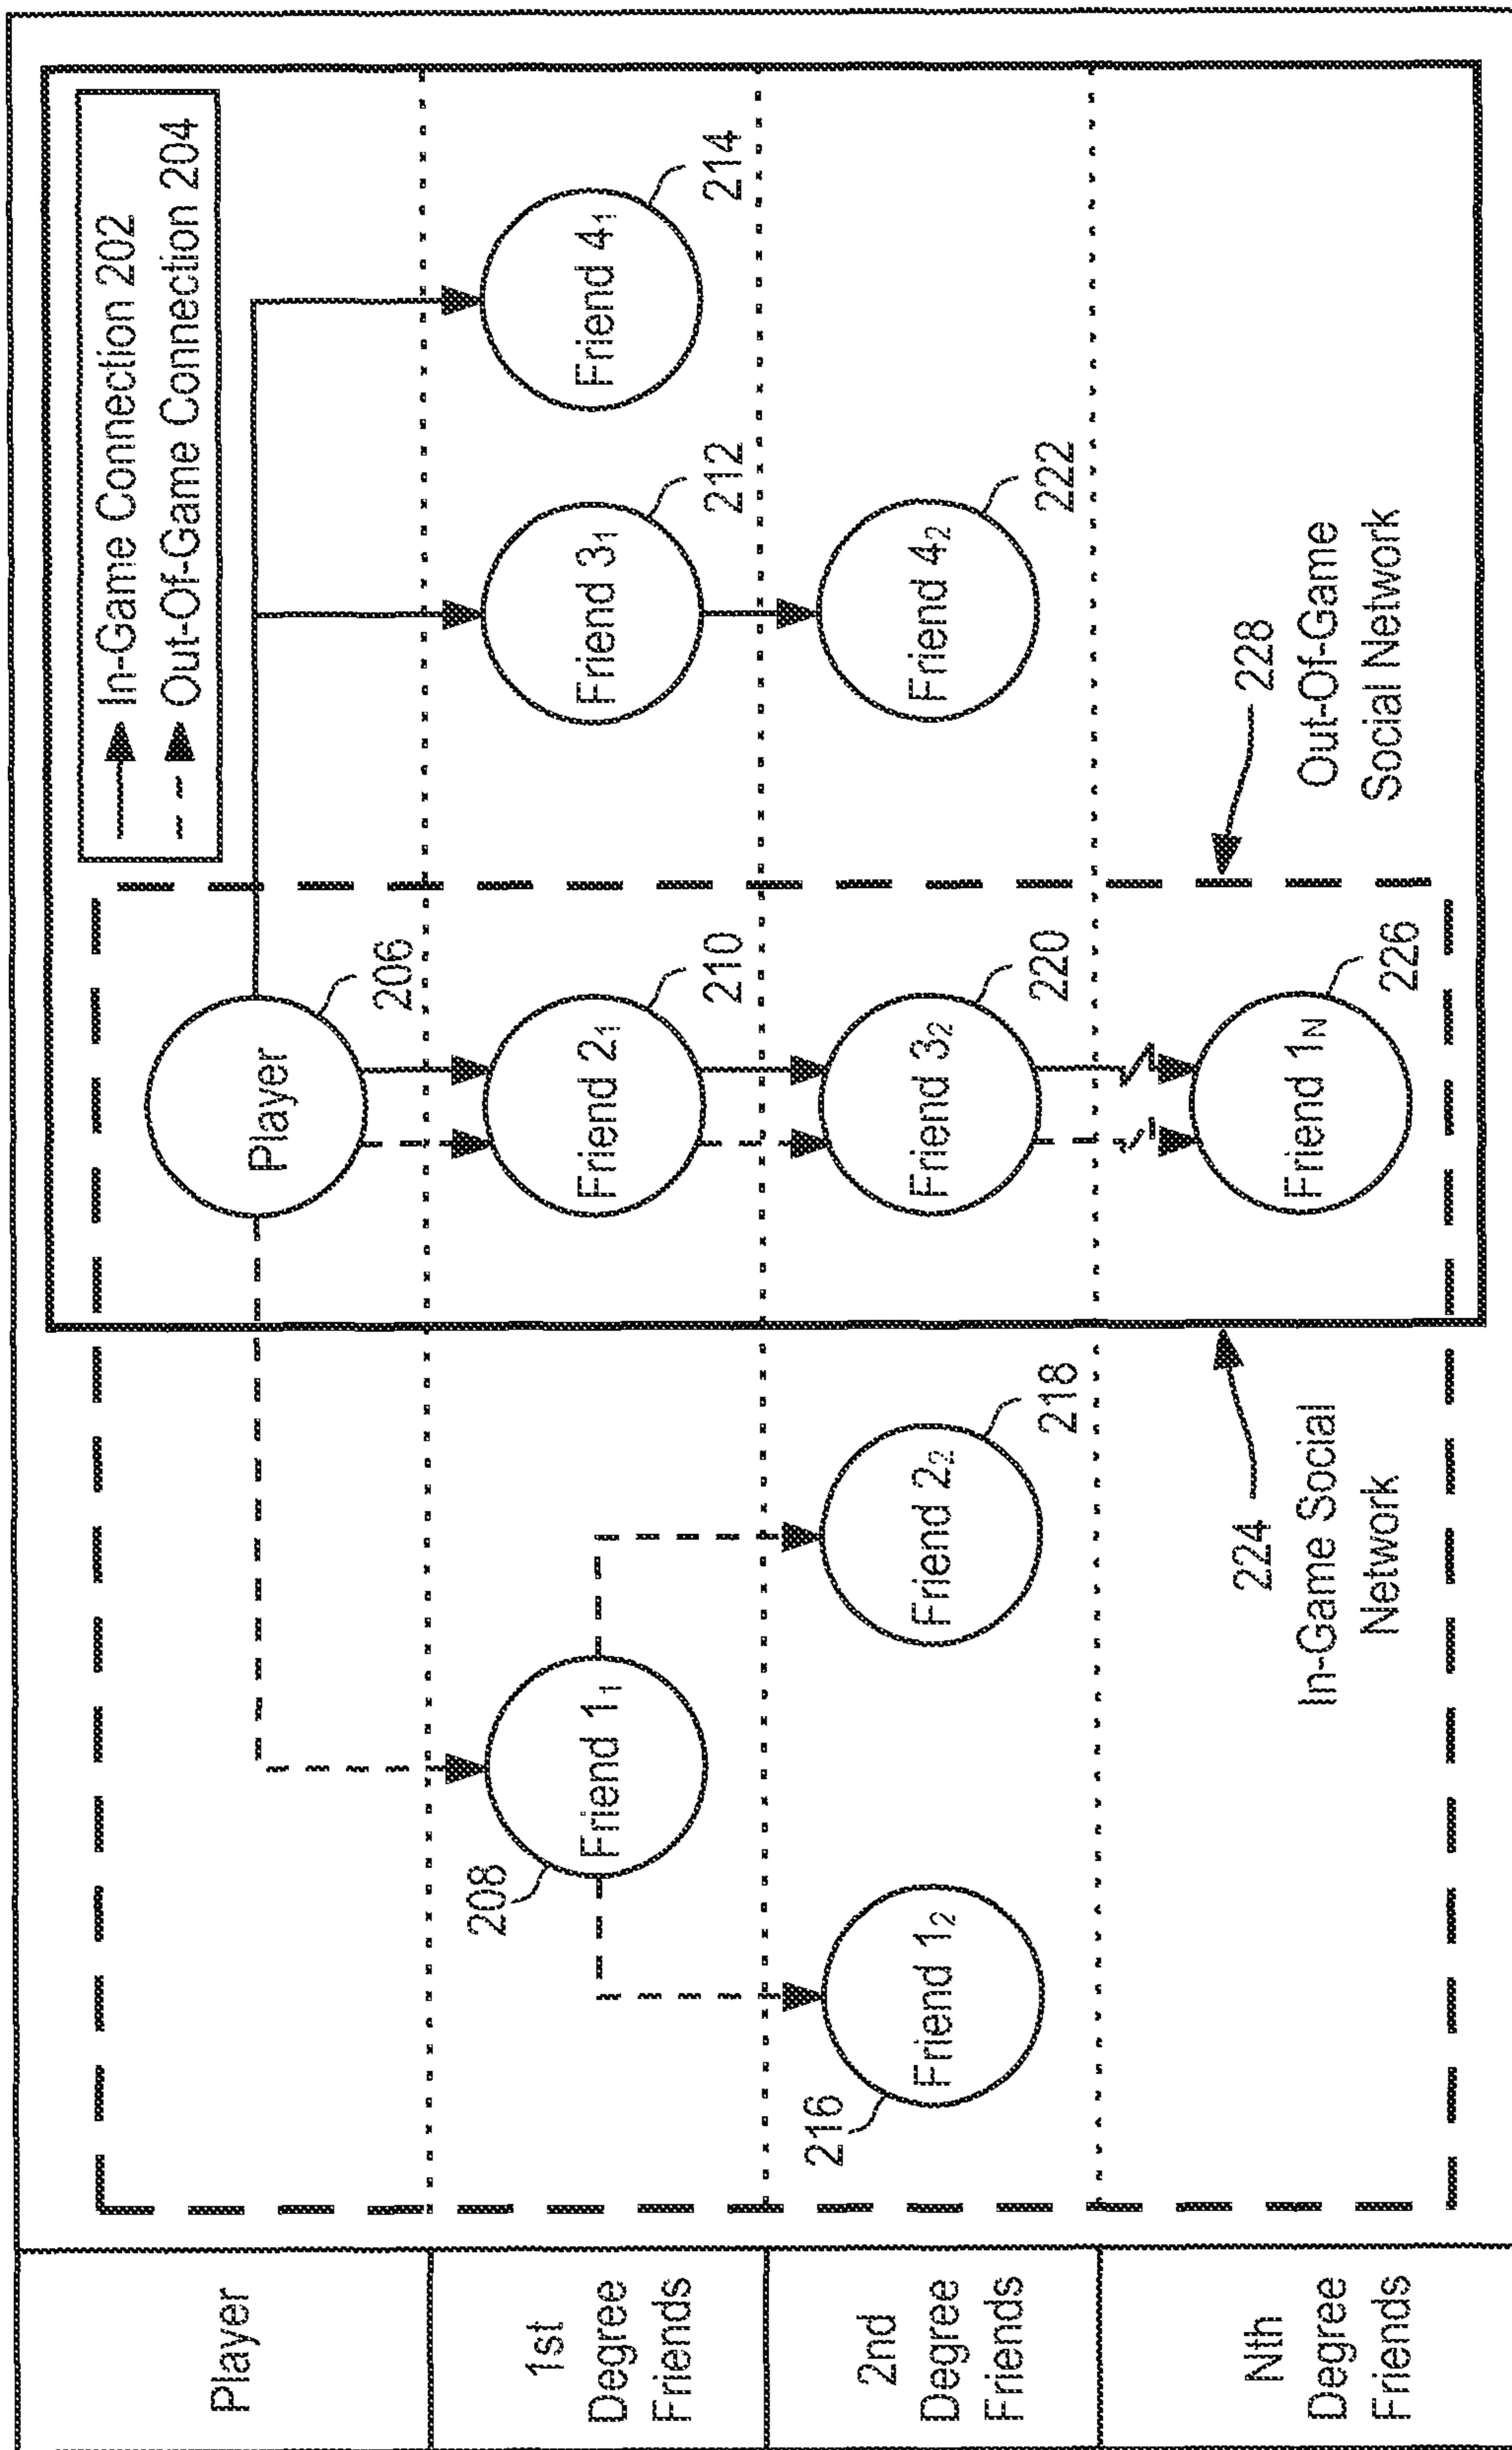 In-Game Connection 202
Out-Of-Game Connection 204
Player
Player
206
1st
Degree
Friends
208
Friend 1₁
Friend 2₁
210
Friend 3₁
212
Friend 4₁
214
2nd
Degree
Friends
216
Friend 1₂
Friend 2₂
218
Friend 3₂
220
Friend 4₂
222
Nth
Degree
Friends
224
In-Game Social
Network
Friend 1N
226
228
Out-Of-Game
Social Network